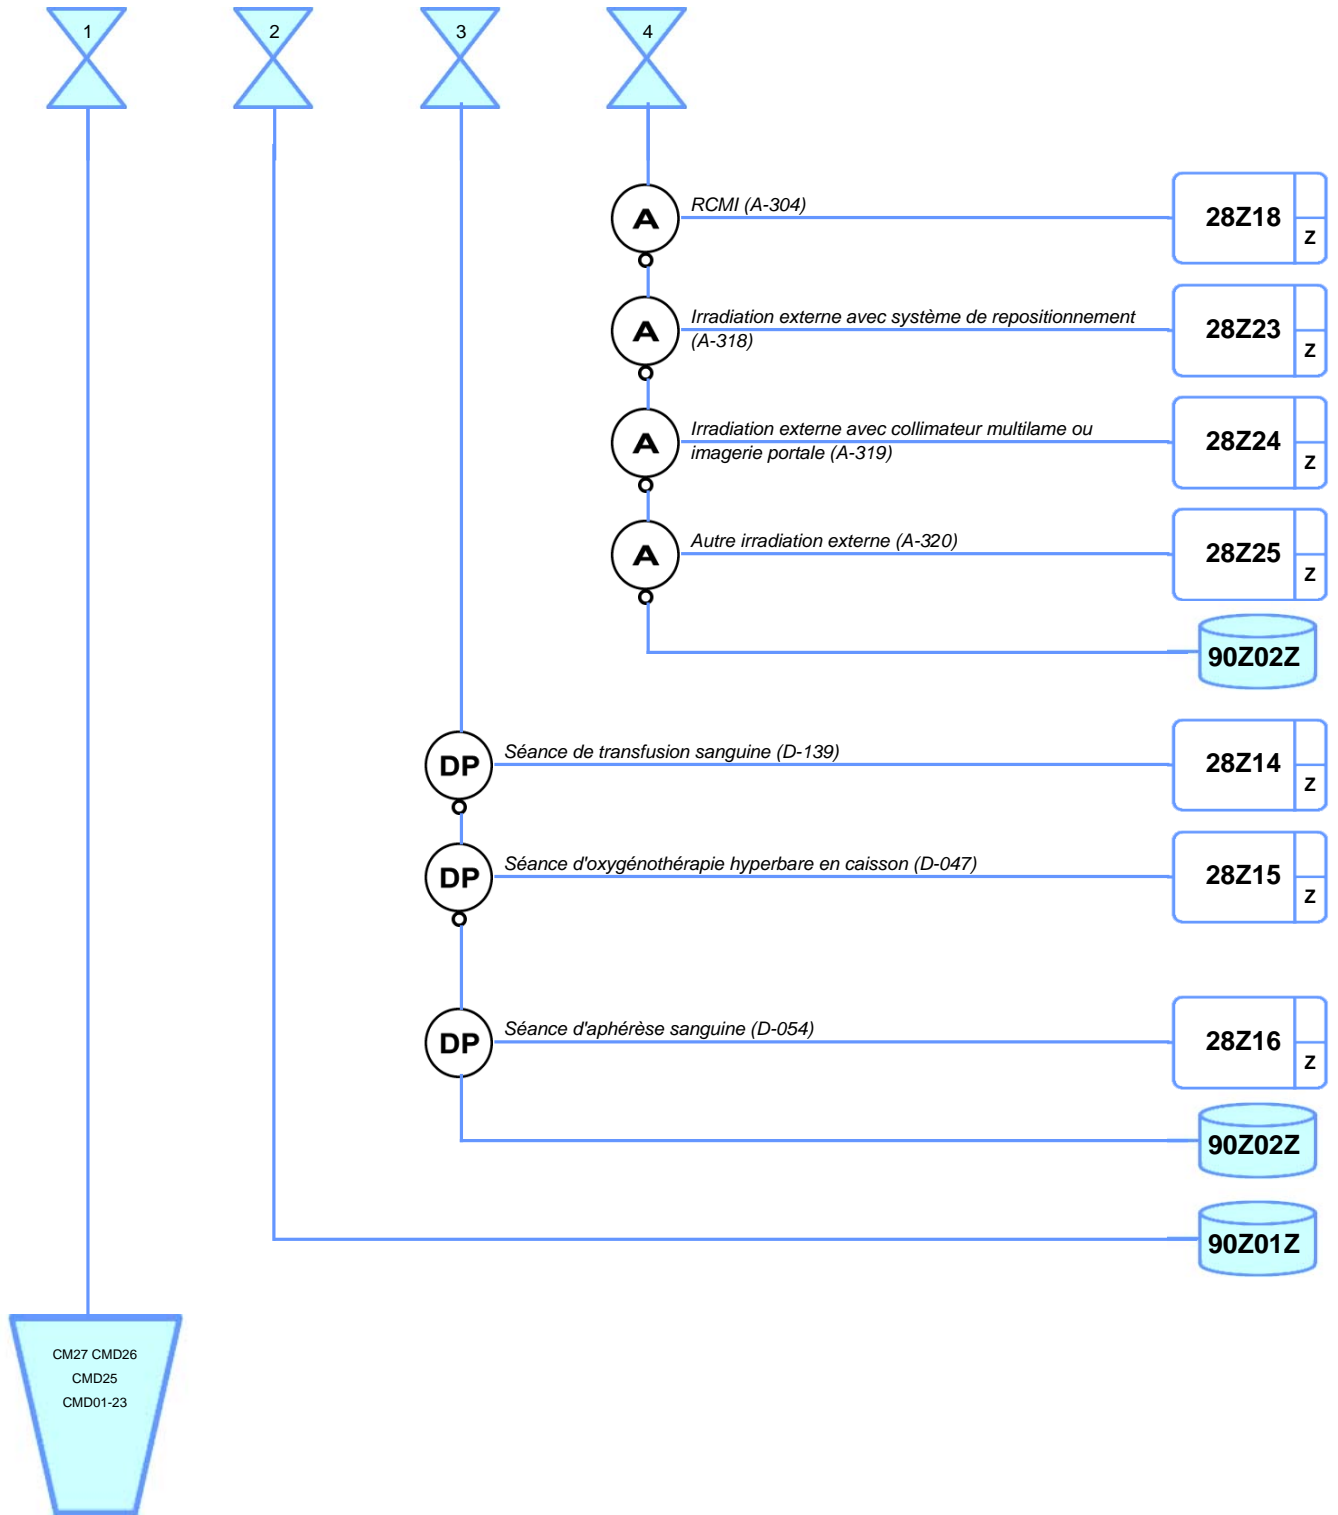 1
2
3
4
A
RCMI (A-304)
28Z18
Z
A
Irradiation externe avec système de repositionnement
(A-318)
28Z23
Z
A
Irradiation externe avec collimateur multilame ou
imagerie portale (A-319)
28Z24
Z
A
Autre irradiation externe (A-320)
28Z25
Z
90Z02Z
DP
Séance de transfusion sanguine (D-139)
28Z14
Z
DP
Séance d'oxygénothérapie hyperbare en caisson (D-047)
28Z15
Z
DP
Séance d'aphérèse sanguine (D-054)
28Z16
Z
90Z02Z
90Z01Z
CM27 CMD26
CMD25
CMD01-23